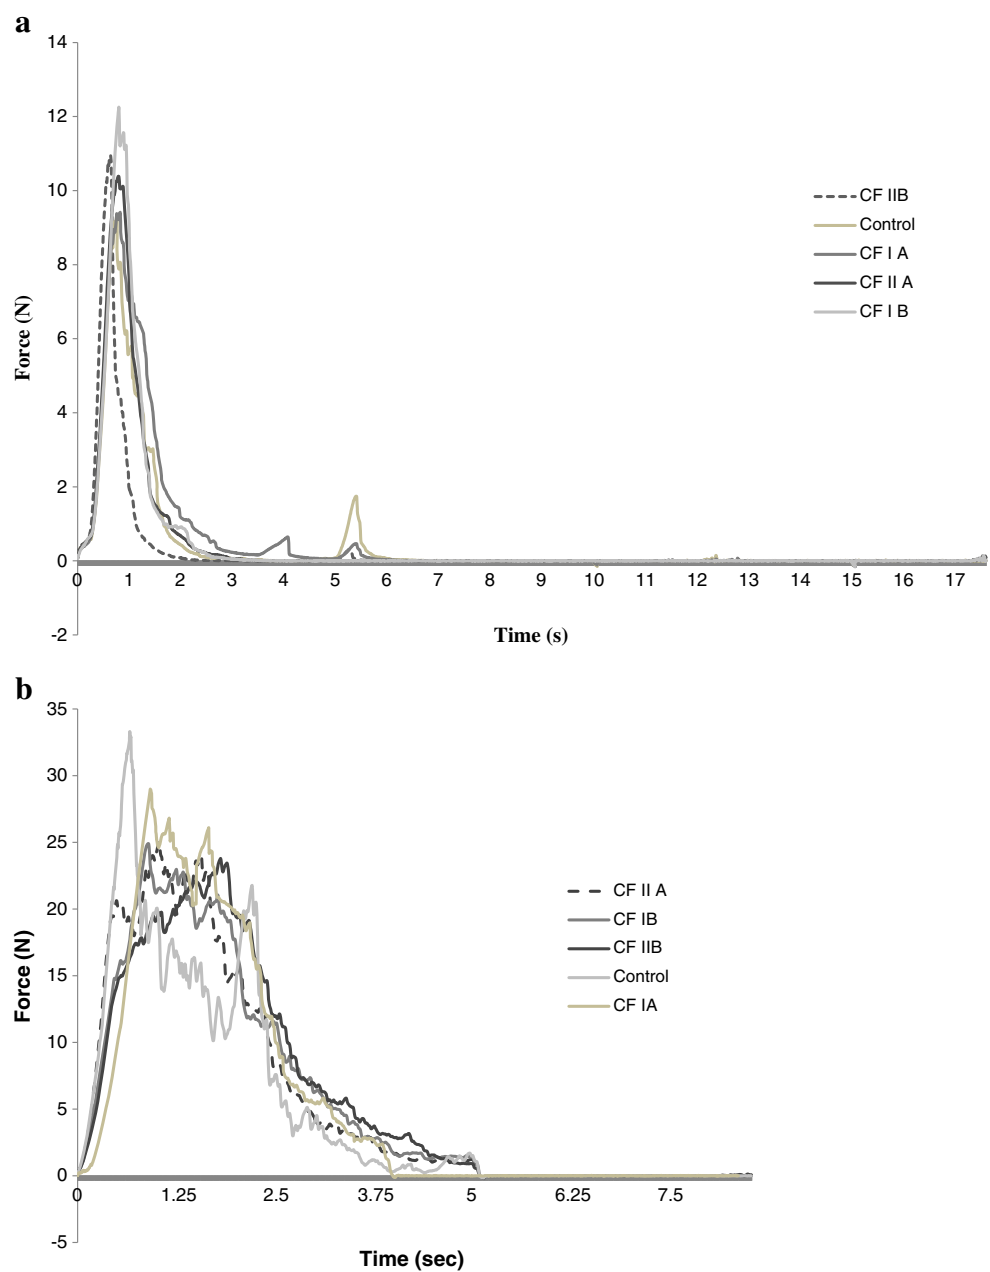 a
14
12
10
8
6
4
2
0
-2
Force (N)
0 1 2 3 4 5 6 7 8 9 10 11 12 13 14 15 16 17
Time (s)
CF IIB
Control
CF I A
CF II A
CF I B
b
35
30
25
20
15
10
5
0
-5
Force (N)
0 1.25 2.5 3.75 5 6.25 7.5
Time (sec)
CF II A
CF IB
CF IIB
Control
CF IA